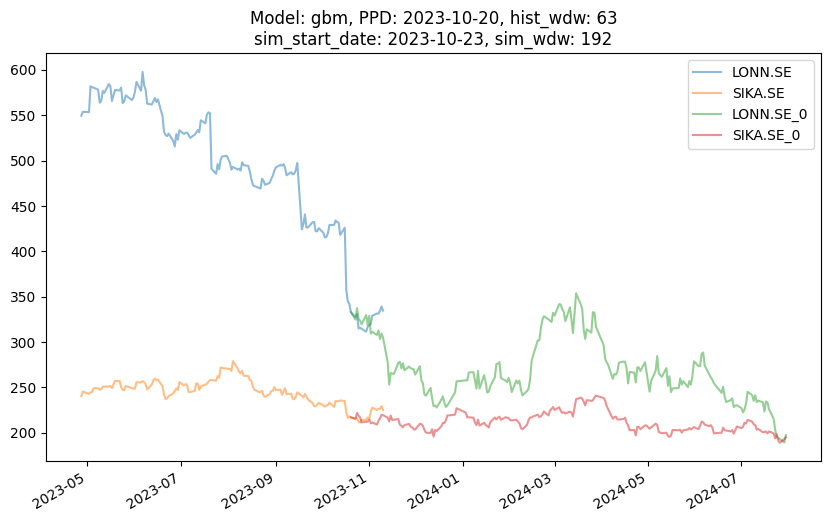 Model: gbm, PPD: 2023-10-20, hist_wdw: 63
sim_start_date: 2023-10-23, sim_wdw: 192
LONN.SE
SIKA.SE
LONN.SE_0
SIKA.SE_0
600
550
500
450
400
350
300
250
200
2023-05
2023-07
2023-09
2023-11
2024-01
2024-03
2024-05
2024-07